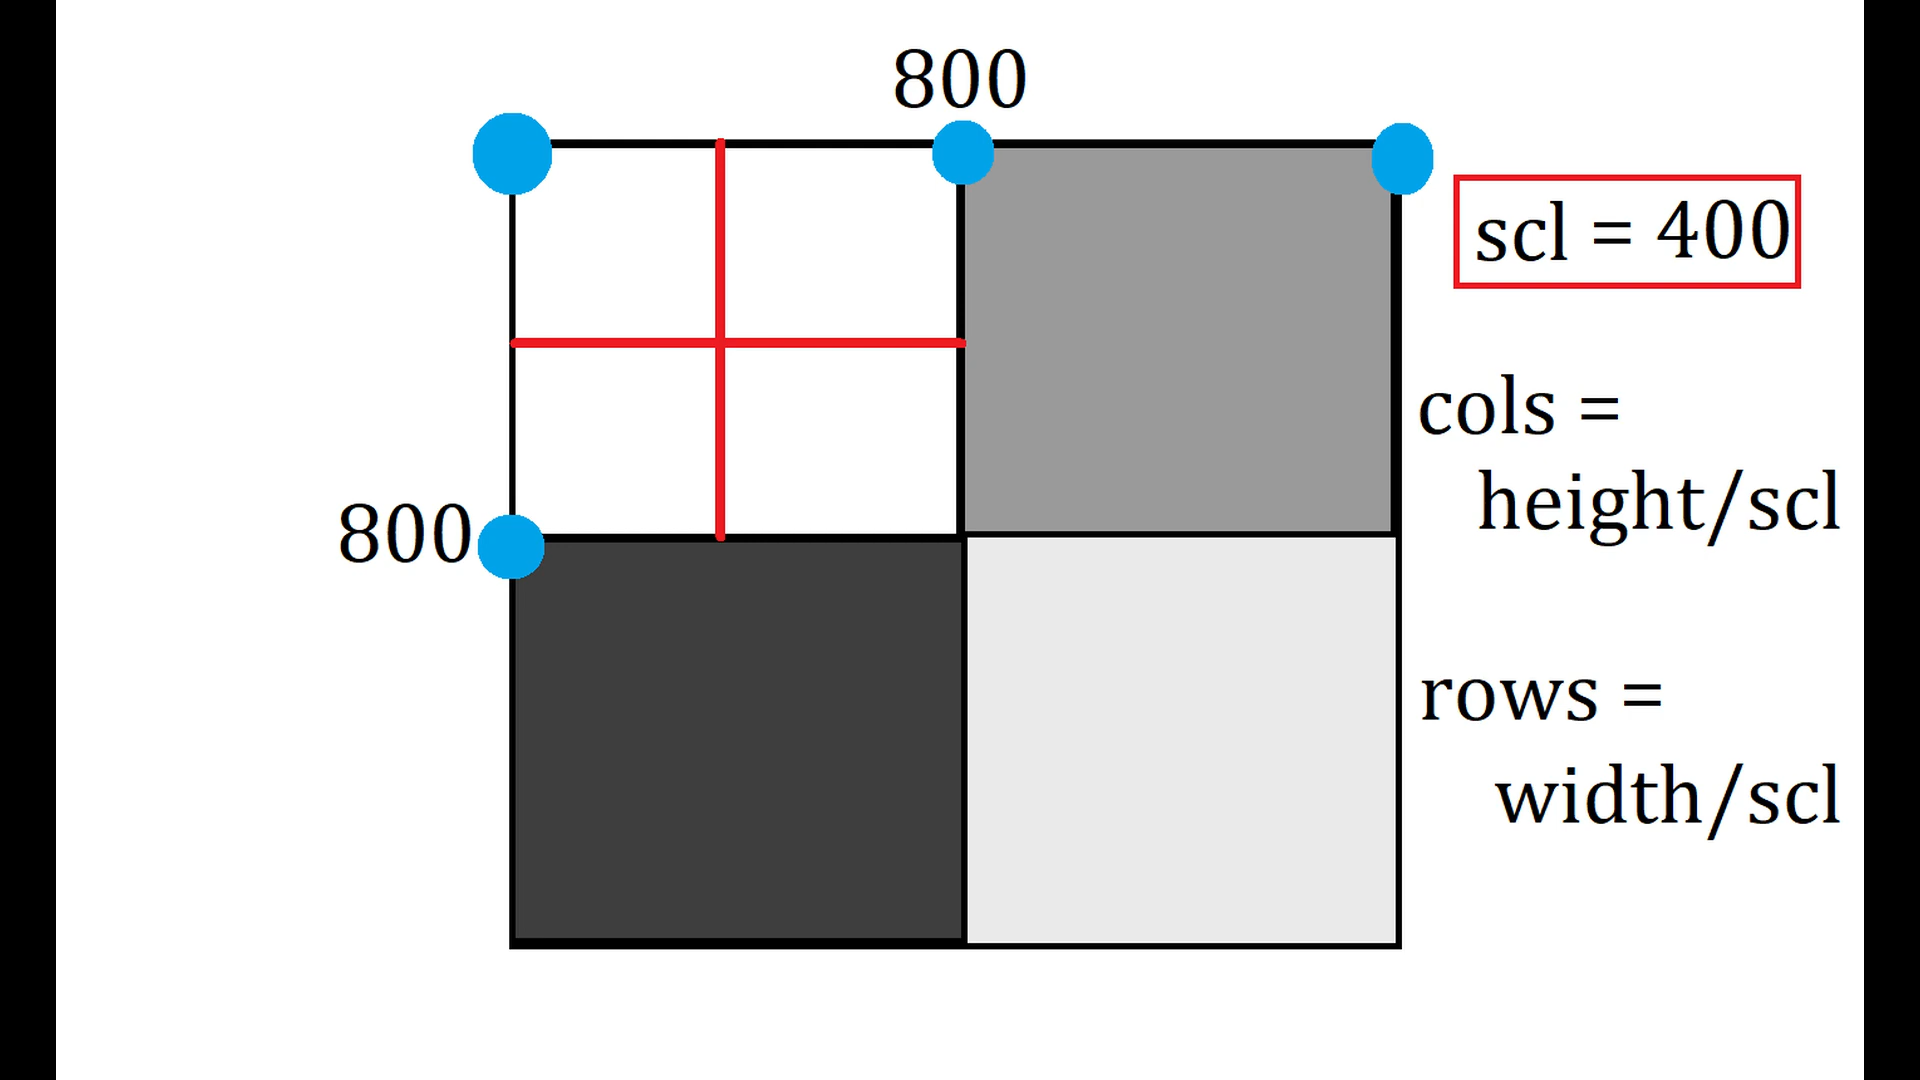 800
scl = 400
cols =
height/scl
800
rows =
width/scl